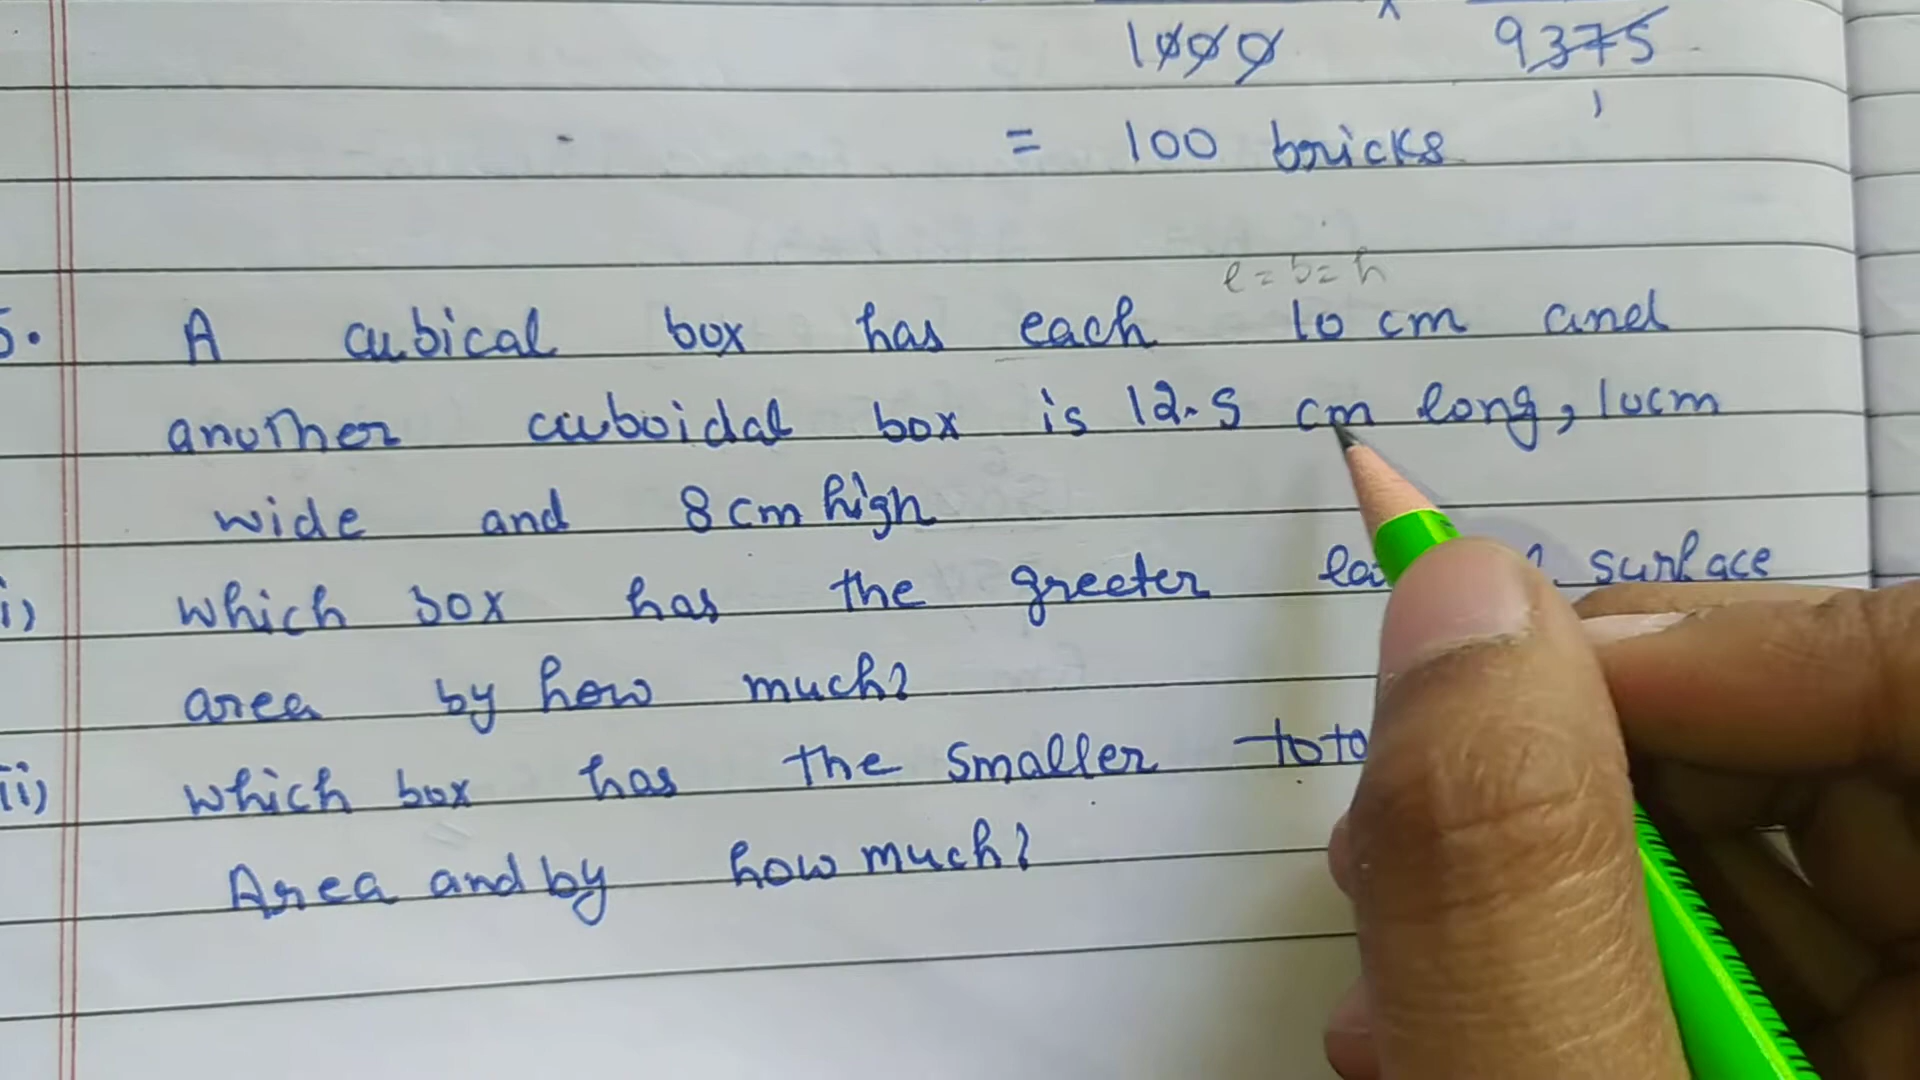 1000 × 9375
1
= 100 bricks
l = b = h
5. A cubical box has each 10 cm and
another cuboidal box is 12.5 cm long, 10cm
wide and 8 cm high
i) which box has the greeter surface
area by how much?
ii) which box has the smaller
Area and by how much?